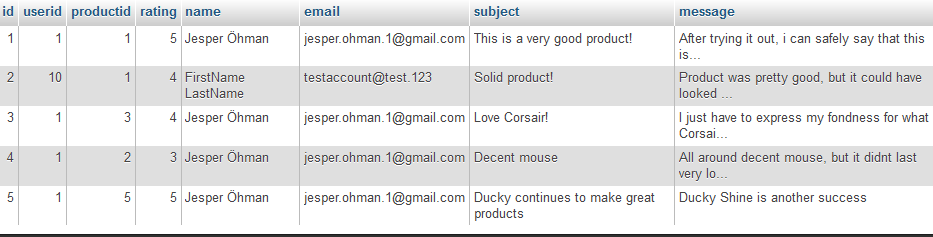 id userid productid rating name email subject message
1 1 1 5 Jesper Öhman jesper.ohman.1@gmail.com This is a very good product! After trying it out, i can safely say that this
is...
2 10 1 4 FirstName testaccount@test.123 Solid product! Product was pretty good, but it could have
LastName looked ...
3 1 3 4 Jesper Öhman jesper.ohman.1@gmail.com Love Corsair! I just have to express my fondness for what
Corsai...
4 1 2 3 Jesper Öhman jesper.ohman.1@gmail.com Decent mouse All around decent mouse, but it didnt last
very lo...
5 1 5 5 Jesper Öhman jesper.ohman.1@gmail.com Ducky continues to make great Ducky Shine is another success
products